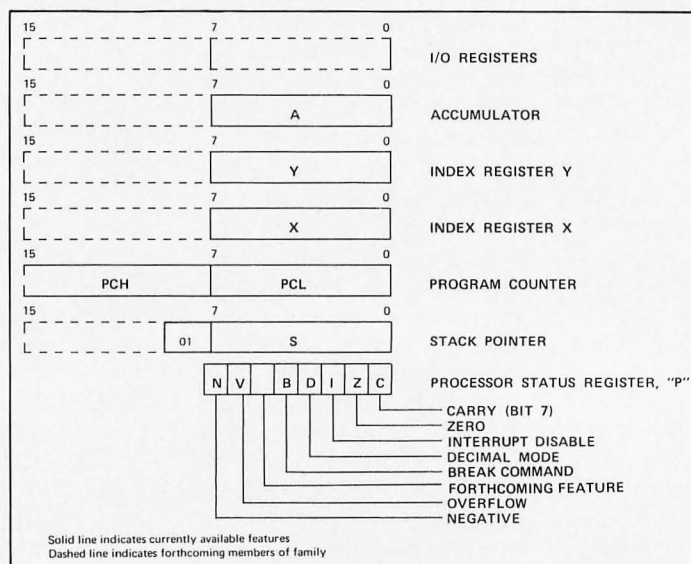 15 7 0
I/O REGISTERS
15 7 0
A ACCUMULATOR
15 7 0
Y INDEX REGISTER Y
15 7 0
X INDEX REGISTER X
15 7 0
PCH PCL PROGRAM COUNTER
15 7 0
01 S STACK POINTER
N V B D I Z C PROCESSOR STATUS REGISTER, "P"
CARRY (BIT 7)
ZERO
INTERRUPT DISABLE
DECIMAL MODE
BREAK COMMAND
FORTHCOMING FEATURE
OVERFLOW
NEGATIVE
Solid line indicates currently available features
Dashed line indicates forthcoming members of family